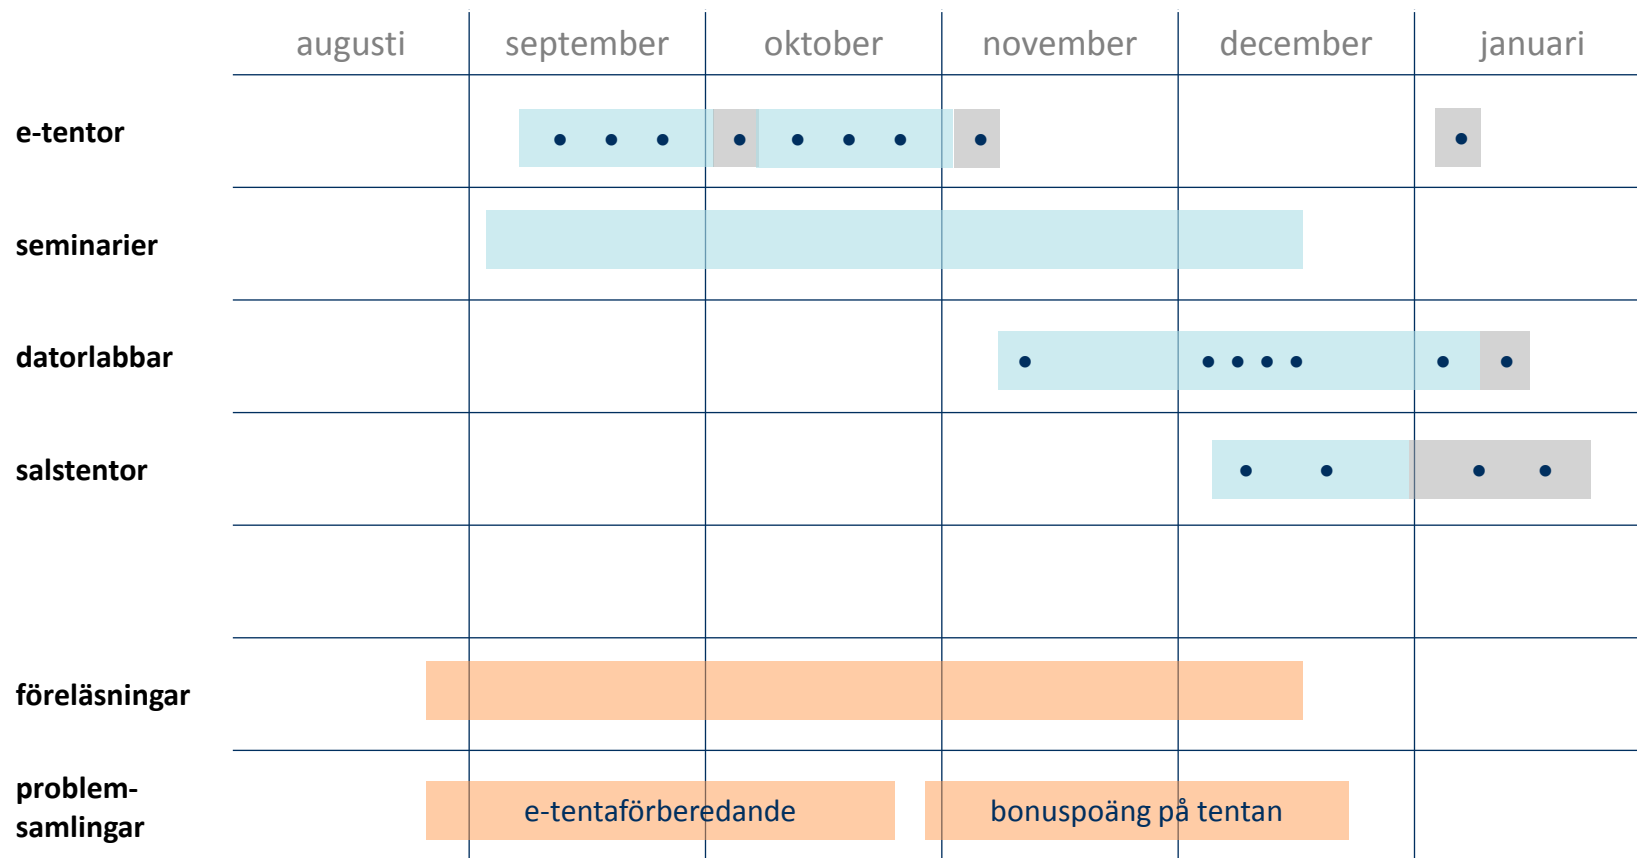 augusti september oktober november december januari
e-tentor
seminarier
datorlabbar
salstentor
föreläsningar
problem-
samlingar
e-tentaförberedande bonuspoäng på tentan